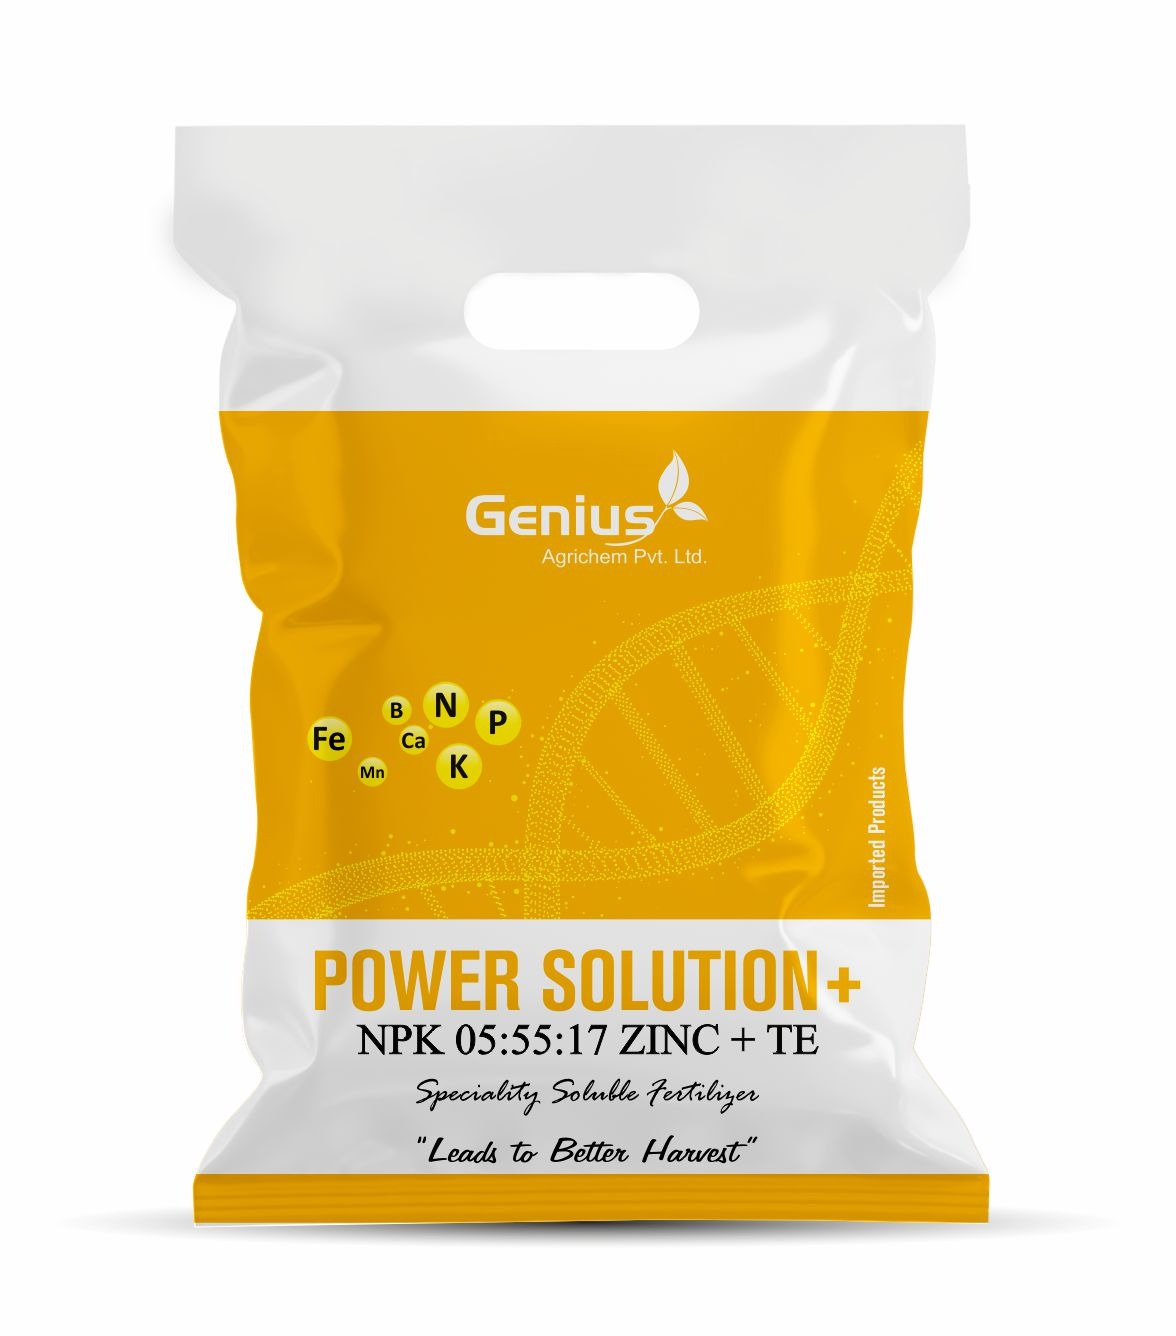 Genius
Agrichem Pvt. Ltd.
B
N
P
Fe
Ca
Mn
K
Imported Products
POWER SOLUTION+
NPK 05:55:17 ZINC + TE
Speciality Soluble Fertilizer
"Leads to Better Harvest"